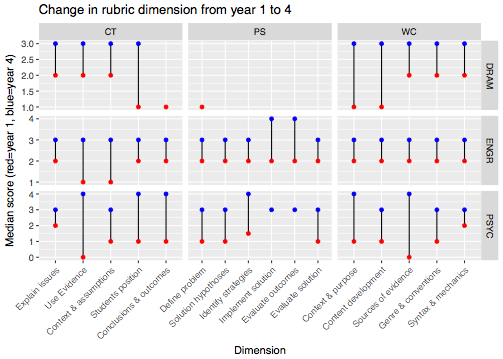 Change in rubric dimension from year 1 to 4
CT
PS
WC
Median score (red=year 1, blue=year 4)
3.0
2.5
2.0
1.5
1.0
DRAM
4
3
2
1
ENGR
4
3
2
1
0
PSYC
Explain issues
Use Evidence
Context & assumptions
Students position
Conclusions & outcomes
Define problem
Solution hypotheses
Identify strategies
Implement solution
Evaluate outcomes
Evaluate solution
Context & purpose
Content development
Sources of evidence
Genre & conventions
Syntax & mechanics
Dimension